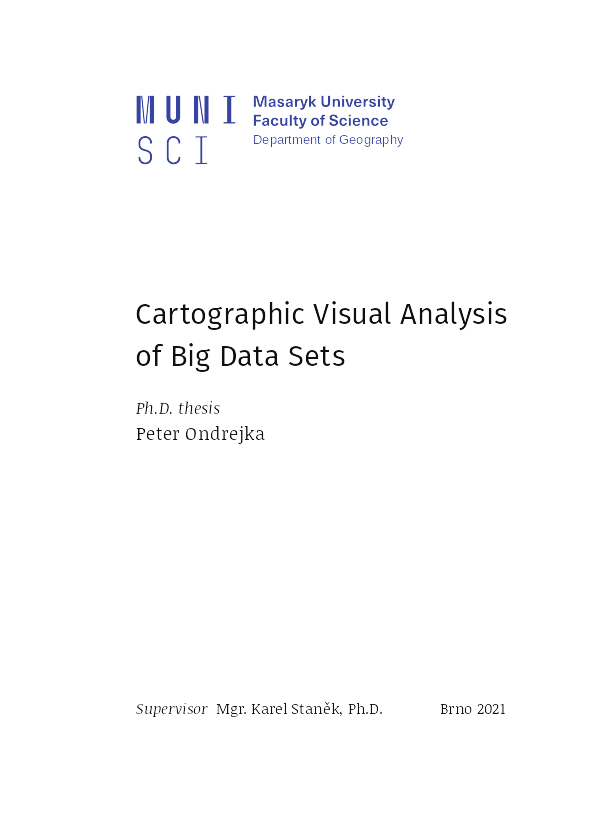 MUNI
SCI
Masaryk University
Faculty of Science
Department of Geography
Cartographic Visual Analysis
of Big Data Sets
Ph.D. thesis
Peter Ondrejka
Supervisor Mgr. Karel Staněk, Ph.D. Brno 2021